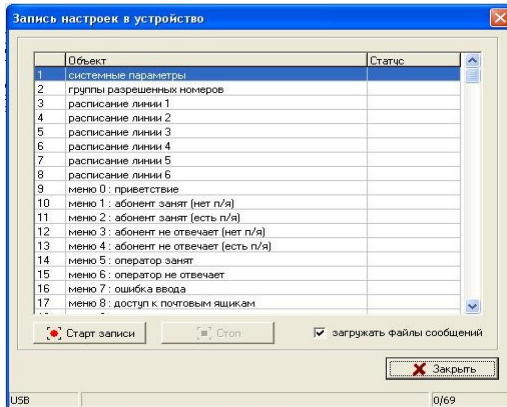 Запись настроек в устройство
Объект Статус
1 системные параметры
2 группы разрешенных номеров
3 расписание линии 1
4 расписание линии 2
5 расписание линии 3
6 расписание линии 4
7 расписание линии 5
8 расписание линии 6
9 меню 0 : приветствие
10 меню 1 : абонент занят (нет п/я)
11 меню 2 : абонент занят (есть п/я)
12 меню 3 : абонент не отвечает (нет п/я)
13 меню 4 : абонент не отвечает (есть п/я)
14 меню 5 : оператор занят
15 меню 6 : оператор не отвечает
16 меню 7 : ошибка ввода
17 меню 8 : доступ к почтовым ящикам
Старт записи Стоп загружать файлы сообщений
Закрыть
USB 0/69